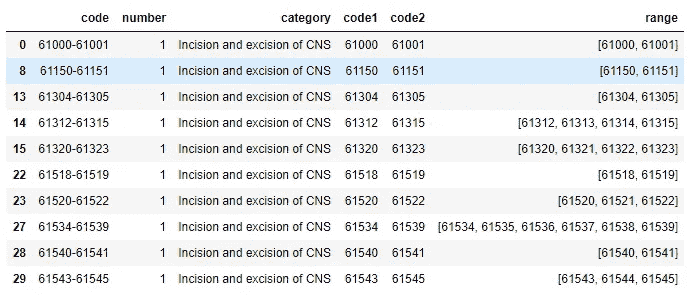 code number category code1 code2 range
0 61000-61001 1 Incision and excision of CNS 61000 61001 [61000, 61001]
8 61150-61151 1 Incision and excision of CNS 61150 61151 [61150, 61151]
13 61304-61305 1 Incision and excision of CNS 61304 61305 [61304, 61305]
14 61312-61315 1 Incision and excision of CNS 61312 61315 [61312, 61313, 61314, 61315]
15 61320-61323 1 Incision and excision of CNS 61320 61323 [61320, 61321, 61322, 61323]
22 61518-61519 1 Incision and excision of CNS 61518 61519 [61518, 61519]
23 61520-61522 1 Incision and excision of CNS 61520 61522 [61520, 61521, 61522]
27 61534-61539 1 Incision and excision of CNS 61534 61539 [61534, 61535, 61536, 61537, 61538, 61539]
28 61540-61541 1 Incision and excision of CNS 61540 61541 [61540, 61541]
29 61543-61545 1 Incision and excision of CNS 61543 61545 [61543, 61544, 61545]